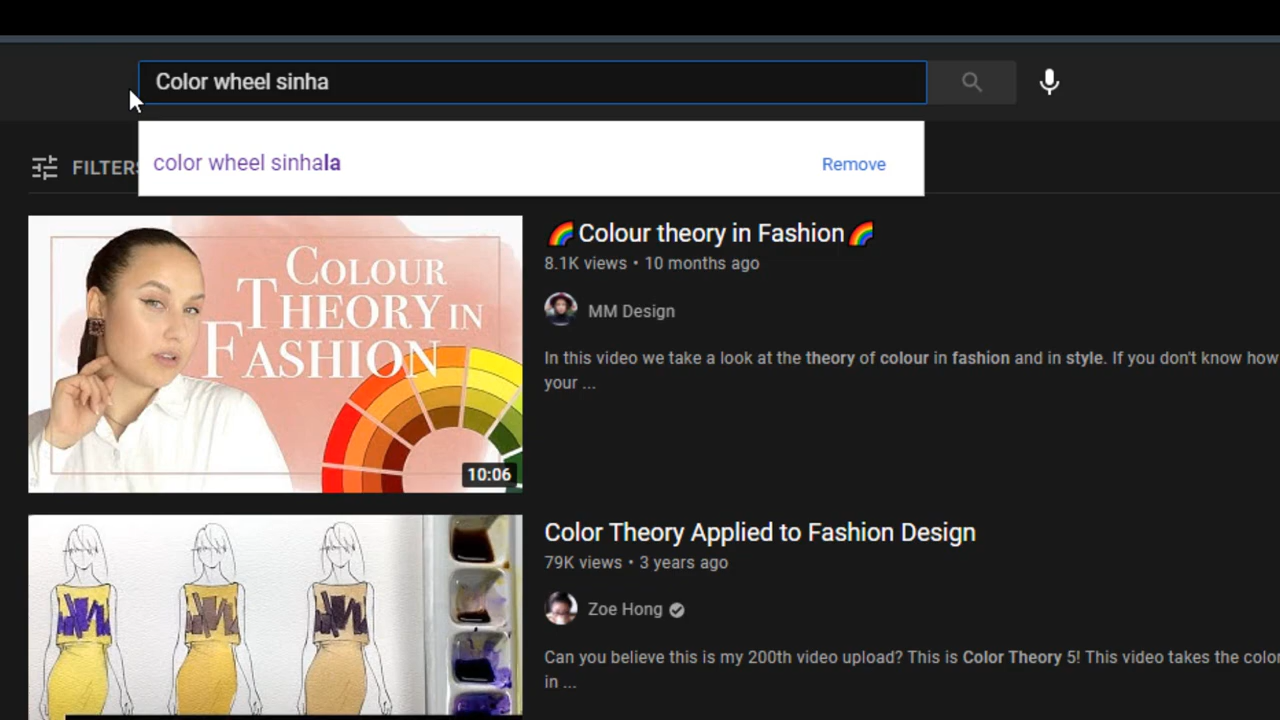 Color wheel sinha
color wheel sinhala Remove
FILTERS
COLOUR
THEORY IN
FASHION
10:06
🌈Colour theory in Fashion🌈
8.1K views • 10 months ago
MM Design
In this video we take a look at the theory of colour in fashion and in style. If you don't know how
your ...
Color Theory Applied to Fashion Design
79K views • 3 years ago
Zoe Hong
Can you believe this is my 200th video upload? This is Color Theory 5! This video takes the color
in ...